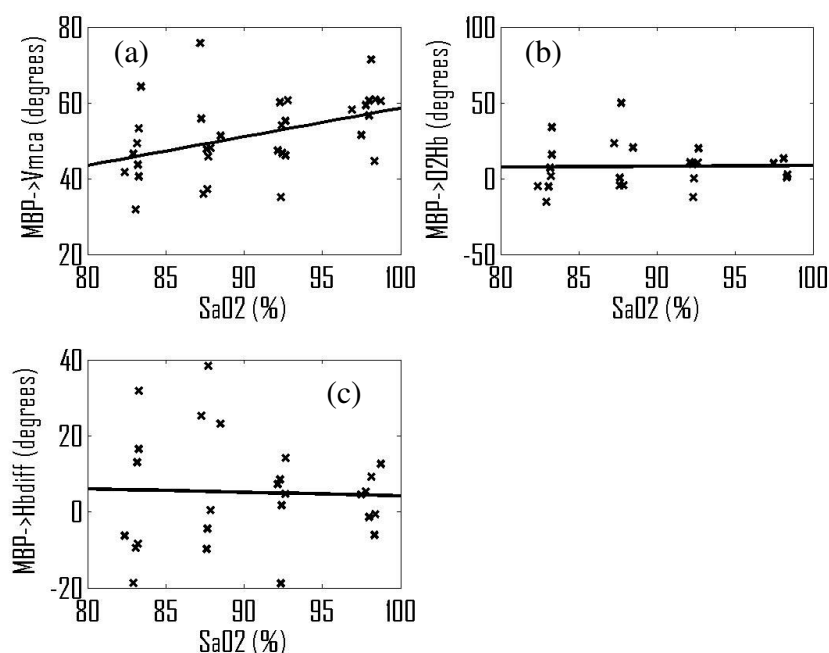 (a)
MBP->Vmca (degrees)
80
60
40
20
80 85 90 95 100
SaO2 (%)
(b)
MBP->O2Hb (degrees)
100
50
0
-50
80 85 90 95 100
SaO2 (%)
(c)
MBP->Hbdiff (degrees)
40
20
0
-20
80 85 90 95 100
SaO2 (%)